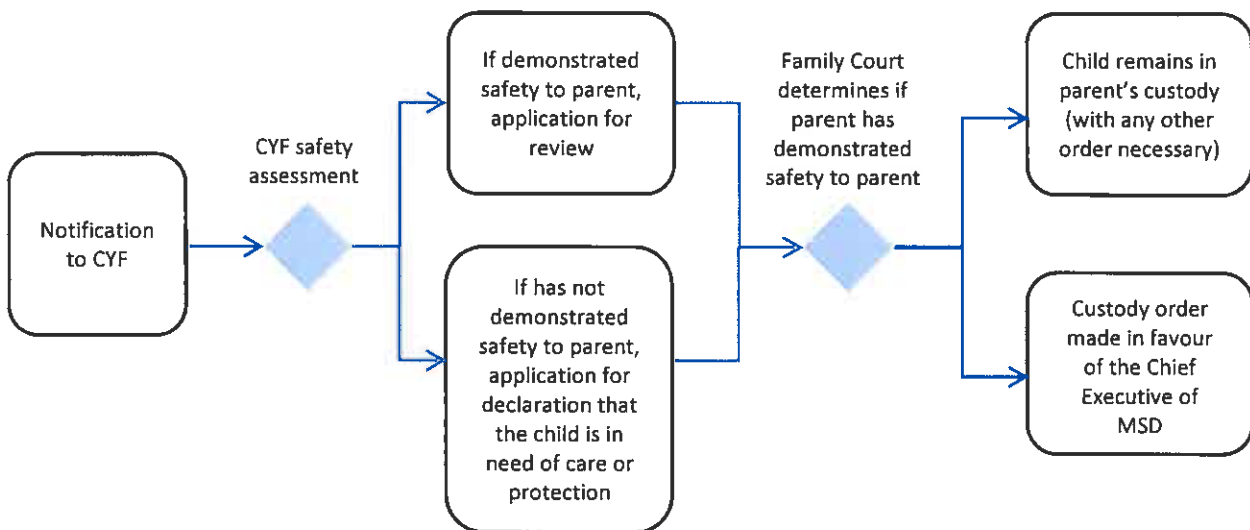 Notification
to CYF
CYF safety
assessment
If demonstrated
safety to parent,
application for
review
If has not
demonstrated
safety to parent,
application for
declaration that
the child is in
need of care or
protection
Family Court
determines if
parent has
demonstrated
safety to parent
Child remains in
parent's custody
(with any other
order necessary)
Custody order
made in favour
of the Chief
Executive of
MSD